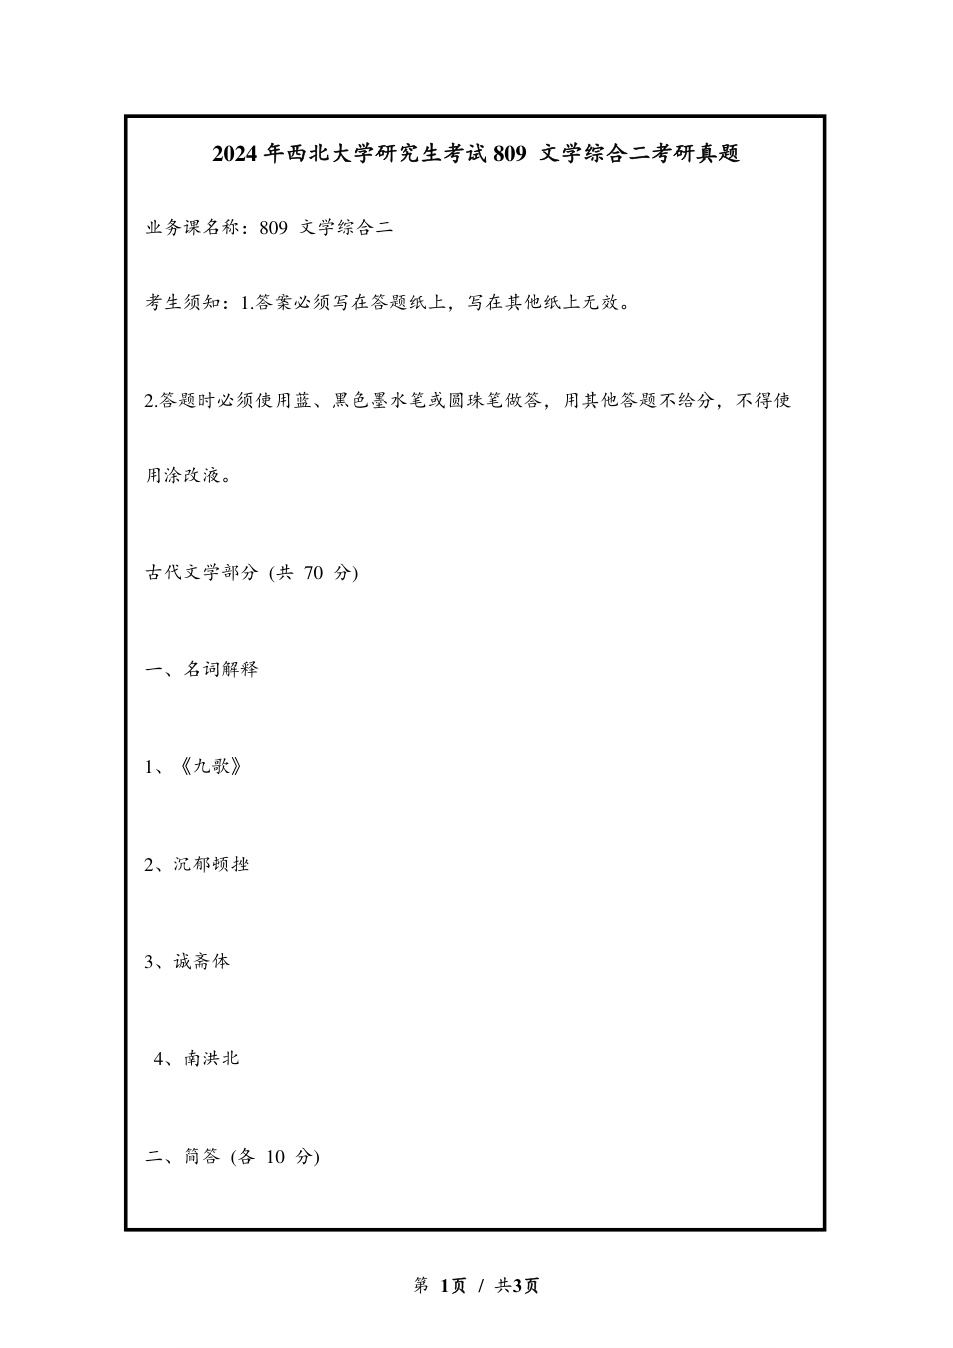 2024 年西北大学研究生考试 809 文学综合二考研真题
业务课名称：809 文学综合二
考生须知：1.答案必须写在答题纸上，写在其他纸上无效。
2.答题时必须使用蓝、黑色墨水笔或圆珠笔做答，用其他答题不给分，不得使
用涂改液。
古代文学部分 (共 70 分)
一、名词解释
1、《九歌》
2、沉郁顿挫
3、诚斋体
4、南洪北
二、简答 (各 10 分)
第 1页 / 共3页